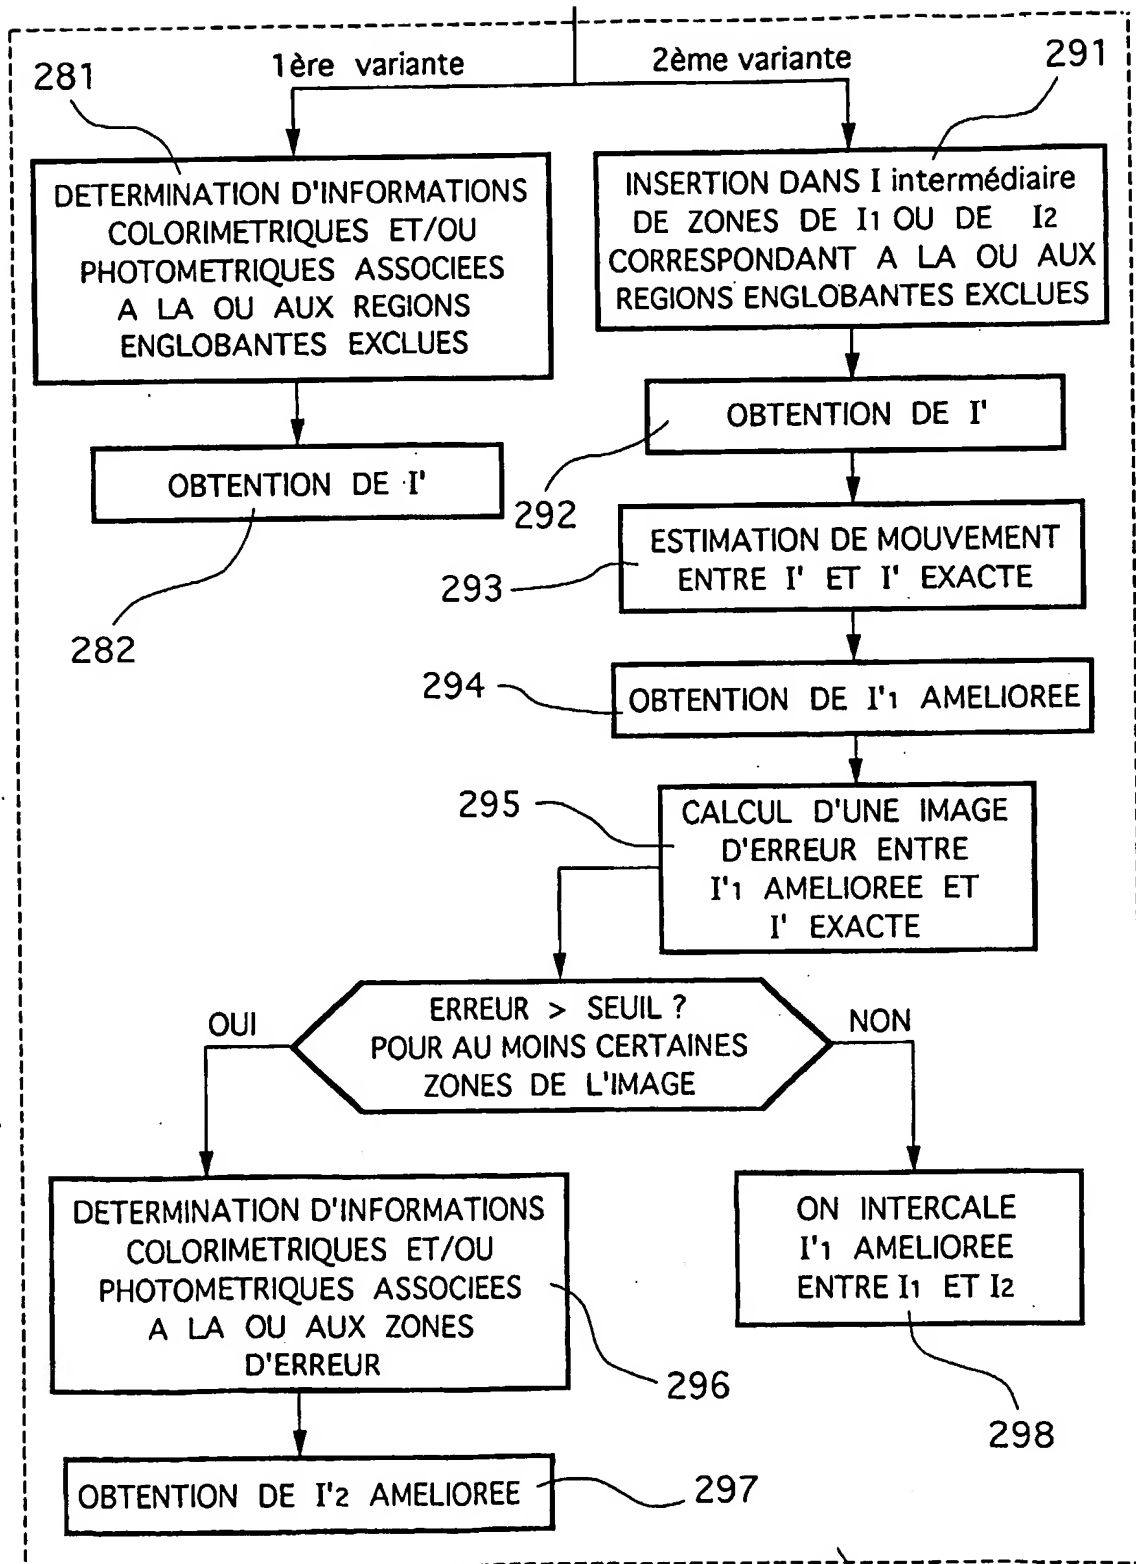 1ère variante
2ème variante
281
291
DETERMINATION D'INFORMATIONS
COLORIMETRIQUES ET/OU
PHOTOMETRIQUES ASSOCIEES
A LA OU AUX REGIONS
ENGLOBANTES EXCLUES
INSERTION DANS I intermédiaire
DE ZONES DE I1 OU DE I2
CORRESPONDANT A LA OU AUX
REGIONS ENGLOBANTES EXCLUES
OBTENTION DE I'
282
OBTENTION DE I'
292
ESTIMATION DE MOUVEMENT
ENTRE I' ET I' EXACTE
293
294
OBTENTION DE I'1 AMELIOREE
295
CALCUL D'UNE IMAGE
D'ERREUR ENTRE
I'1 AMELIOREE ET
I' EXACTE
OUI
ERREUR > SEUIL ?
POUR AU MOINS CERTAINES
ZONES DE L'IMAGE
NON
DETERMINATION D'INFORMATIONS
COLORIMETRIQUES ET/OU
PHOTOMETRIQUES ASSOCIEES
A LA OU AUX ZONES
D'ERREUR
296
ON INTERCALE
I'1 AMELIOREE
ENTRE I1 ET I2
298
OBTENTION DE I'2 AMELIOREE
297